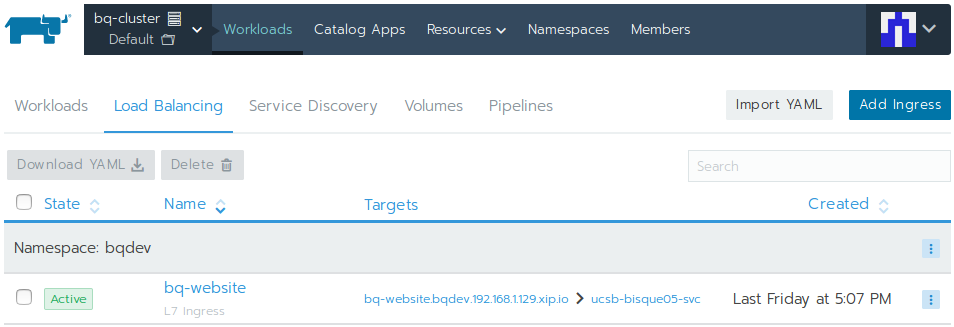 bq-cluster
Default
Workloads Catalog Apps Resources Namespaces Members
Workloads Load Balancing Service Discovery Volumes Pipelines Import YAML Add Ingress
Download YAML Delete Search
State Name Targets Created
Namespace: bqdev
Active bq-website bq-website.bqdev.192.168.1.129.xip.io > ucsb-bisque05-svc Last Friday at 5:07 PM
L7 Ingress